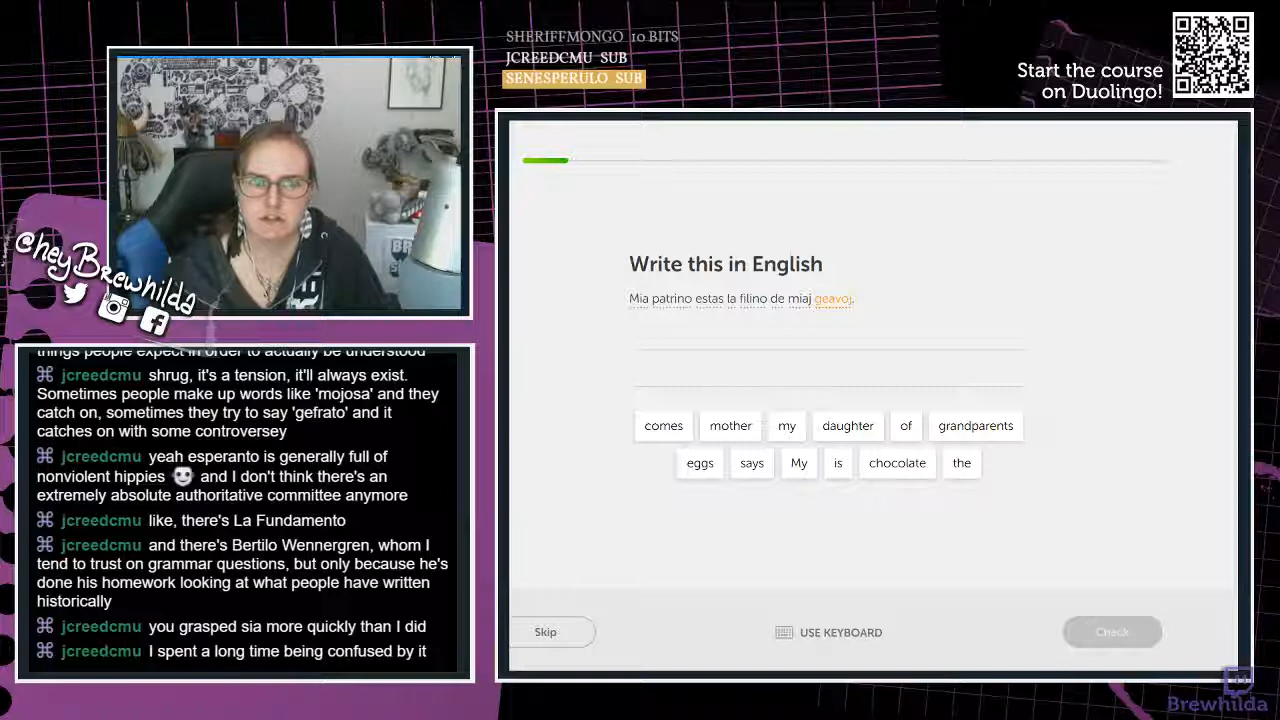 SHERIFFMONGO 10 BITS
JCREEDCMU SUB
SENESPERULO SUB
Start the course
on Duolingo!
@heyBrewhilda
Write this in English
Mia patrino estas la filino de miaj geavoj.
comes mother my daughter of grandparents
eggs says My is chocolate the
Skip
USE KEYBOARD
Check
things people expect in order to actually be understood
jcreedcmu shrug, it's a tension, it'll always exist.
Sometimes people make up words like 'mojosa' and they
catch on, sometimes they try to say 'gefrato' and it
catches on with some controversey
jcreedcmu yeah esperanto is generally full of
nonviolent hippies and I don't think there's an
extremely absolute authoritative committee anymore
jcreedcmu like, there's La Fundamento
jcreedcmu and there's Bertilo Wennergren, whom I
tend to trust on grammar questions, but only because he's
done his homework looking at what people have written
historically
jcreedcmu you grasped sia more quickly than I did
jcreedcmu I spent a long time being confused by it
Brewhilda